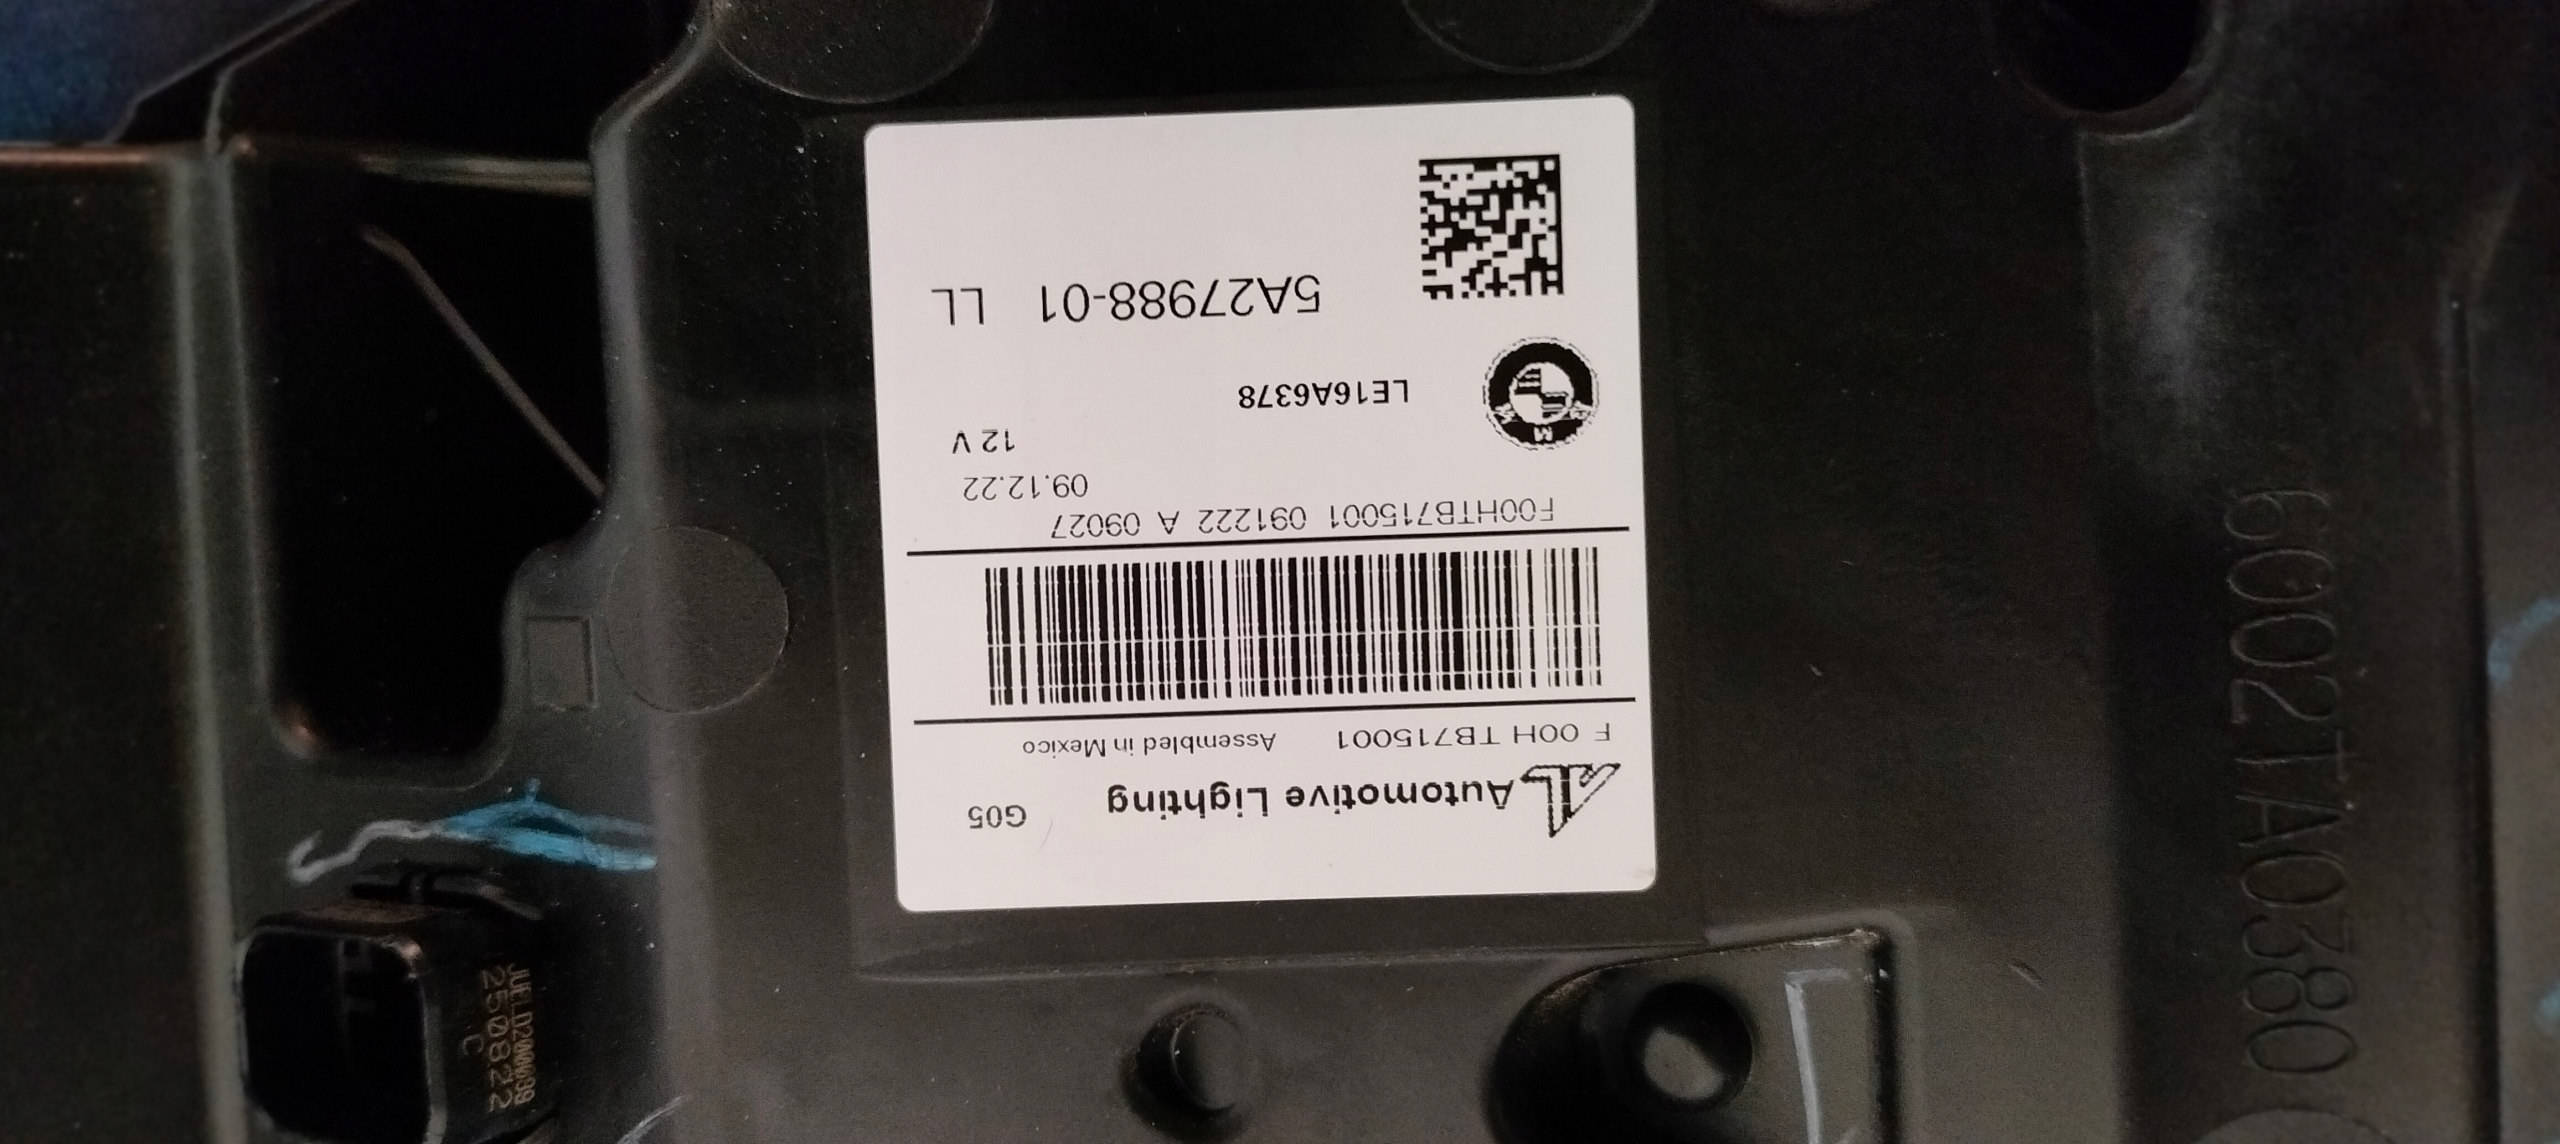 Automotive Lighting G05
F 00H TB715001 Assembled in Mexico
F00HTB715001 091222 A 09027
09.12.22
12 V
LE16A6378
5A27988-01 LL
250822
C
6002TA0380